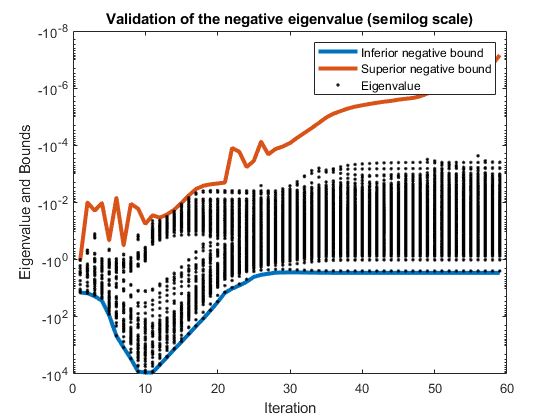 Validation of the negative eigenvalue (semilog scale)
-10^-8
-10^-6
-10^-4
-10^-2
-10^0
-10^2
-10^4
Eigenvalue and Bounds
Inferior negative bound
Superior negative bound
Eigenvalue
0 10 20 30 40 50 60
Iteration